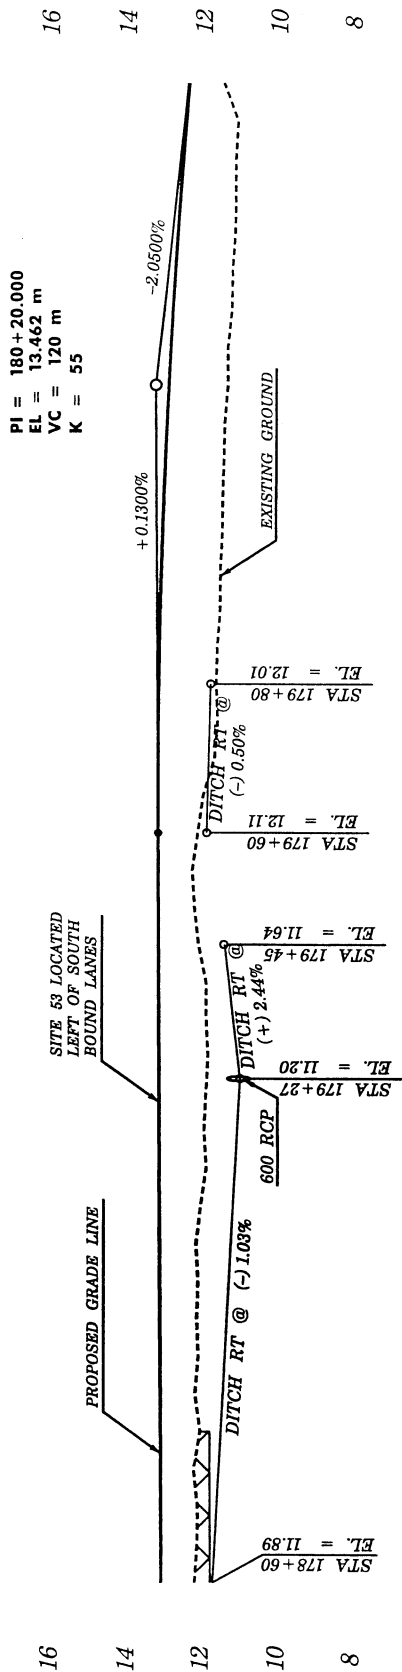 16
14
12
10
8
PI = 180+20.000
EL = 13.462 m
VC = 120 m
K = 55
-2.0500%
+0.1300%
EXISTING GROUND
STA 179+80
EL. = 12.01
DITCH RT @
(-) 0.50%
STA 179+60
EL. = 12.11
SITE 53 LOCATED
LEFT OF SOUTH
BOUND LANES
STA 179+45
EL. = 11.64
DITCH RT @
(+) 2.44%
STA 179+27
EL. = 11.20
600 RCP
PROPOSED GRADE LINE
DITCH RT @ (-) 1.03%
STA 178+60
EL. = 11.89
16
14
12
10
8